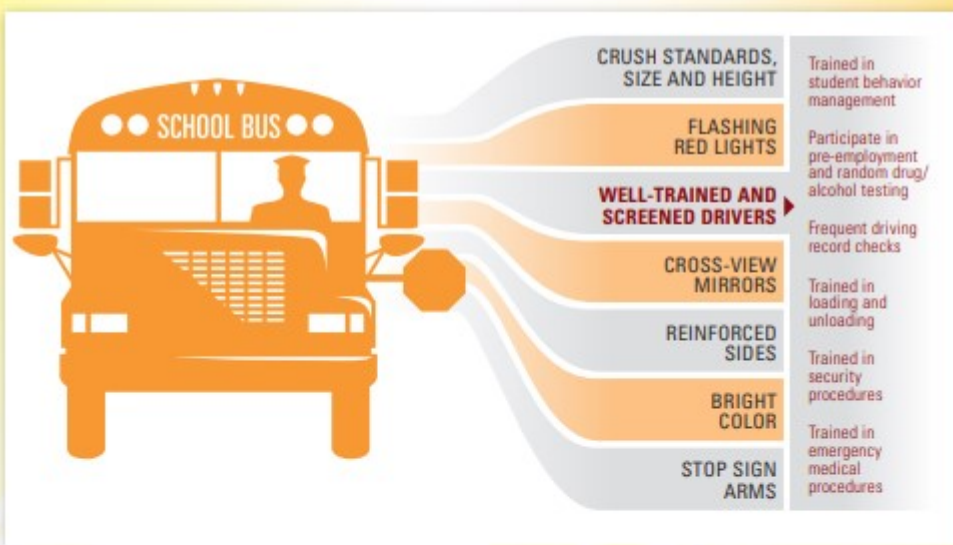 SCHOOL BUS
CRUSH STANDARDS,
SIZE AND HEIGHT
FLASHING
RED LIGHTS
WELL-TRAINED AND
SCREENED DRIVERS
CROSS-VIEW
MIRRORS
REINFORCED
SIDES
BRIGHT
COLOR
STOP SIGN
ARMS
Trained in
student behavior
management
Participate in
pre-employment
and random drug/
alcohol testing
Frequent driving
record checks
Trained in
loading and
unloading
Trained in
security
procedures
Trained in
emergency
medical
procedures